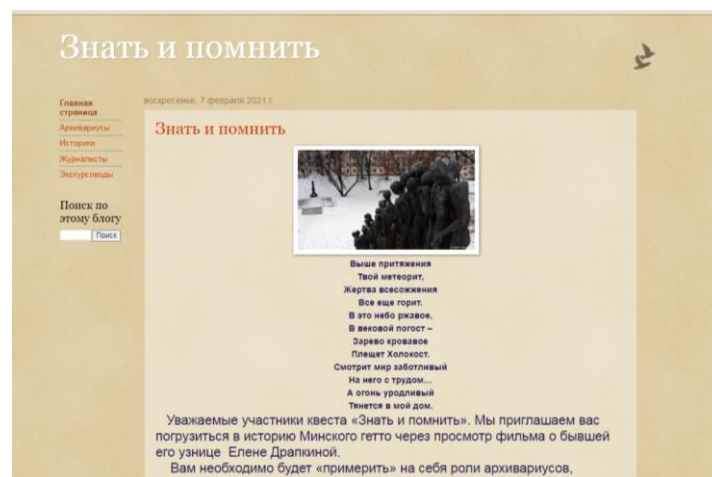 Знать и помнить
Главная
страница
Архивариусы
Историки
Журналисты
Экскурсоводы
Поиск по
этому блогу
Поиск
воскресенье, 7 февраля 2021 г.
Знать и помнить
Выше притяжения
Твой метеорит,
Жертва всесожжения
Все еще горит.
В это небо ржавое,
В вековой погост –
Зарево кровавое
Плещет Холокост.
Смотрит мир заботливый
На него с трудом...
А огонь уродливый
Тянется в мой дом.
Уважаемые участники квеста «Знать и помнить». Мы приглашаем вас
погрузиться в историю Минского гетто через просмотр фильма о бывшей
его узнице Елене Драпкиной.
Вам необходимо будет «примерить» на себя роли архивариусов,